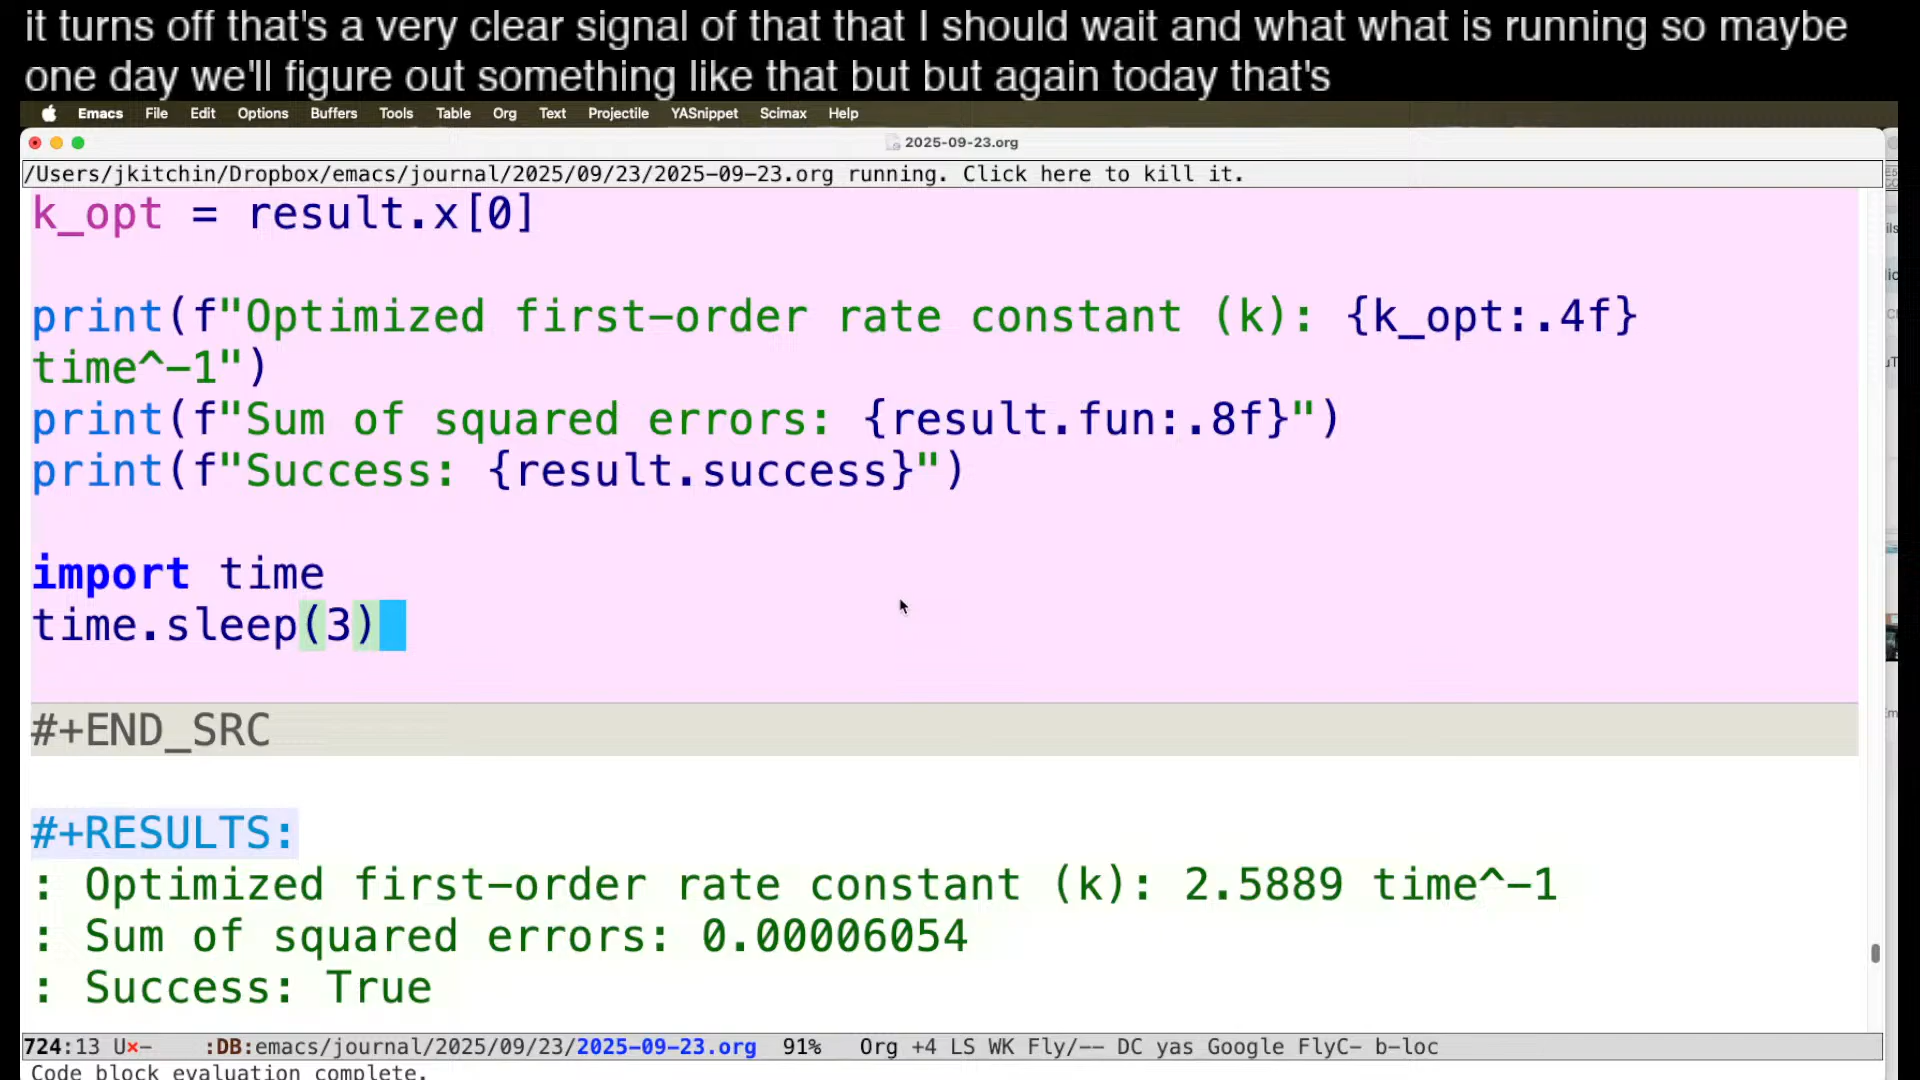 it turns off that's a very clear signal of that that I should wait and what what is running so maybe
one day we'll figure out something like that but but again today that's
Emacs File Edit Options Buffers Tools Table Org Text Projectile YASnippet Scimax Help
2025-09-23.org
/Users/jkitchin/Dropbox/emacs/journal/2025/09/23/2025-09-23.org running. Click here to kill it.
k_opt = result.x[0]
print(f"Optimized first-order rate constant (k): {k_opt:.4f}
time^-1")
print(f"Sum of squared errors: {result.fun:.8f}")
print(f"Success: {result.success}")
import time
time.sleep(3)
#+END_SRC
#+RESULTS:
: Optimized first-order rate constant (k): 2.5889 time^-1
: Sum of squared errors: 0.00006054
: Success: True
724:13 U×- :DB:emacs/journal/2025/09/23/2025-09-23.org 91% Org +4 LS WK Fly/-- DC yas Google FlyC- b-loc
Code block evaluation complete.